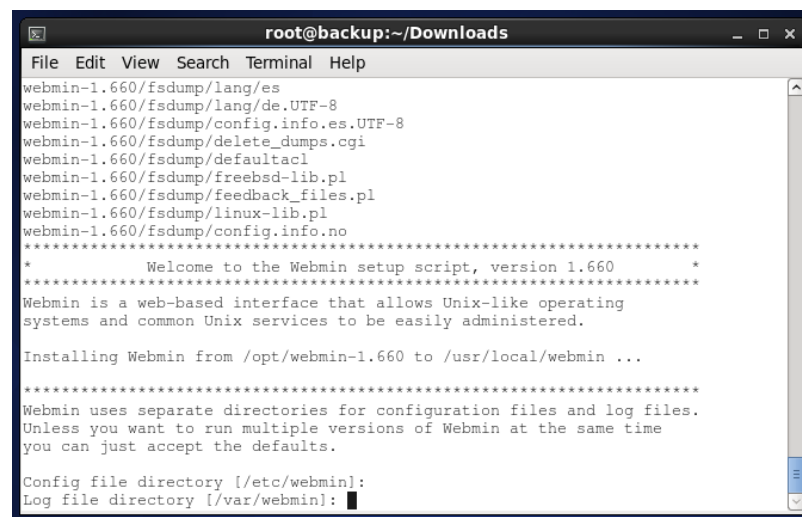 root@backup:~/Downloads
File Edit View Search Terminal Help
webmin-1.660/fsdump/lang/es
webmin-1.660/fsdump/lang/de.UTF-8
webmin-1.660/fsdump/config.info.es.UTF-8
webmin-1.660/fsdump/delete_dumps.cgi
webmin-1.660/fsdump/defaultacl
webmin-1.660/fsdump/freebsd-lib.pl
webmin-1.660/fsdump/feedback_files.pl
webmin-1.660/fsdump/linux-lib.pl
webmin-1.660/fsdump/config.info.no
***********************************************************************
*            Welcome to the Webmin setup script, version 1.660        *
***********************************************************************
Webmin is a web-based interface that allows Unix-like operating
systems and common Unix services to be easily administered.
Installing Webmin from /opt/webmin-1.660 to /usr/local/webmin ...
***********************************************************************
Webmin uses separate directories for configuration files and log files.
Unless you want to run multiple versions of Webmin at the same time
you can just accept the defaults.
Config file directory [/etc/webmin]:
Log file directory [/var/webmin]: